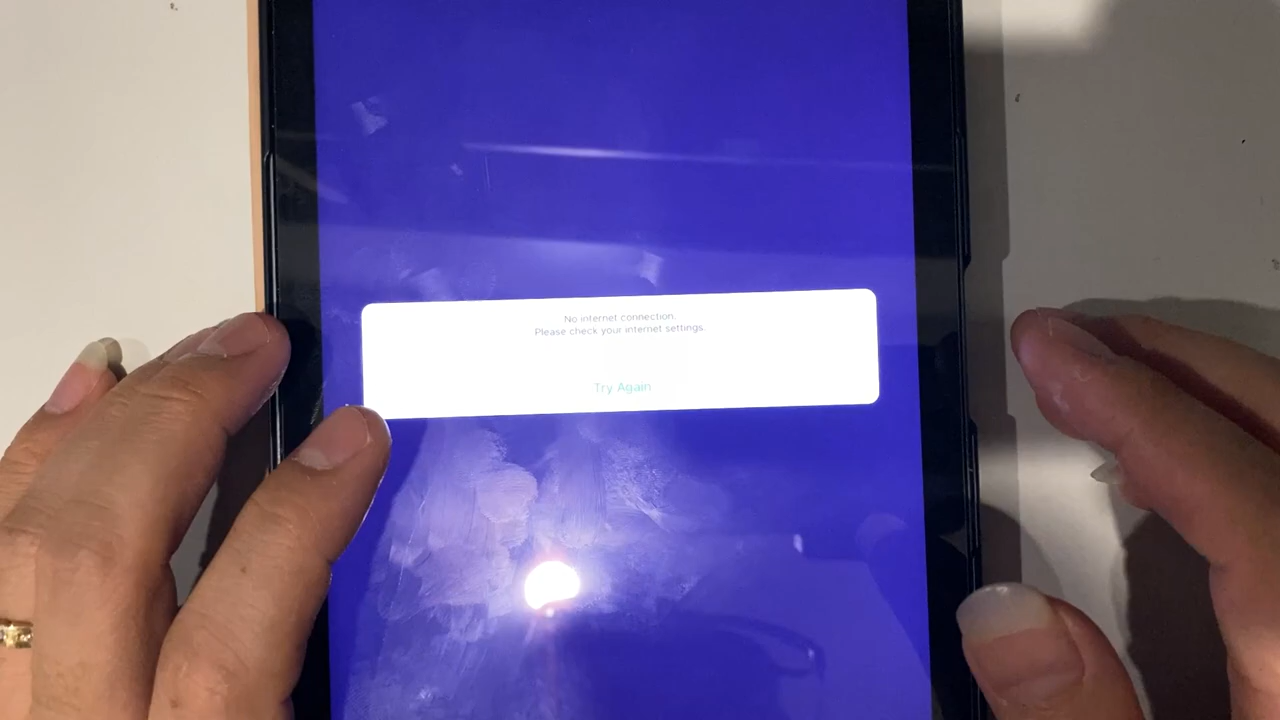 No internet connection.
Please check your internet settings.
Try Again